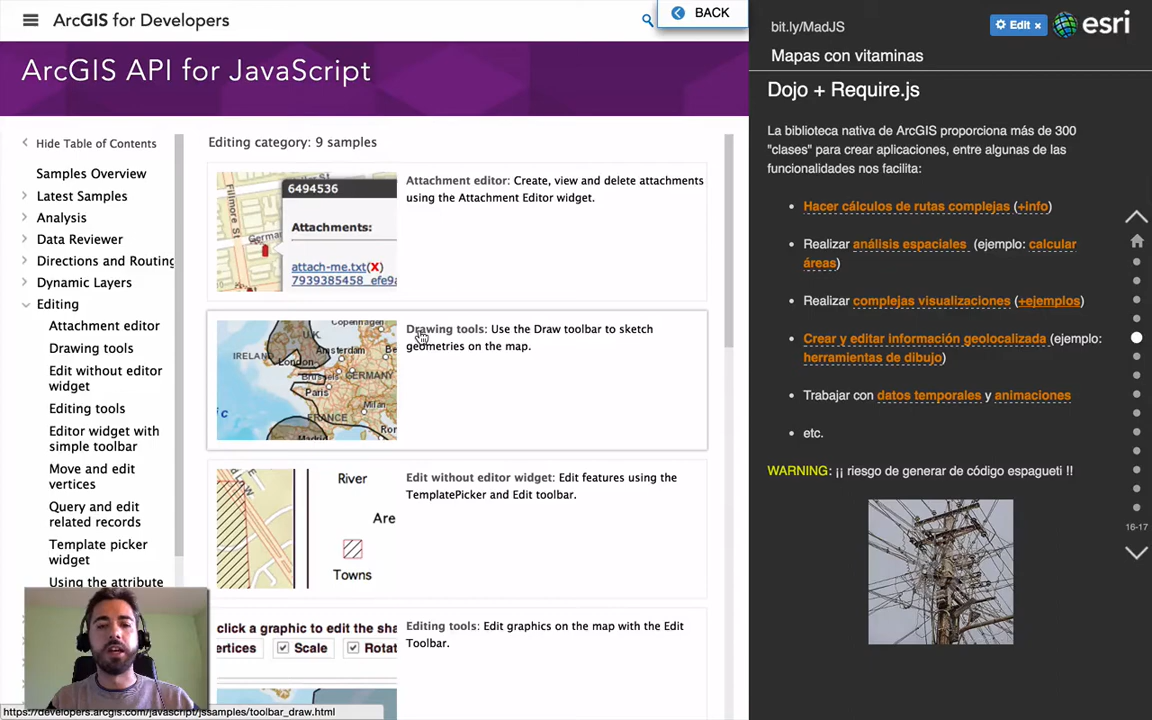 ArcGIS for Developers
BACK
ArcGIS API for JavaScript
Hide Table of Contents
Samples Overview
Latest Samples
Analysis
Data Reviewer
Directions and Routing
Dynamic Layers
Editing
Attachment editor
Drawing tools
Edit without editor
widget
Editing tools
Editor widget with
simple toolbar
Move and edit
vertices
Query and edit
related records
Template picker
widget
Using the attribute
Editing category: 9 samples
6494536
Attachments:
attach-me.txt(X)
7939385458_efe9a
Fillmore St
German
Attachment editor: Create, view and delete attachments
using the Attachment Editor widget.
Copenhagen
U.K.
IRELAND
Amsterdam
London
Brussels
GERMANY
Paris
Milan
FRANCE
Madrid
Drawing tools: Use the Draw toolbar to sketch
geometries on the map.
River
Are
Towns
Edit without editor widget: Edit features using the
TemplatePicker and Edit toolbar.
click a graphic to edit the sha
ertices
Scale
Rotat
Editing tools: Edit graphics on the map with the Edit
Toolbar.
https://developers.arcgis.com/javascript/jssamples/toolbar_draw.html
bit.ly/MadJS
Edit ×
esri
Mapas con vitaminas
Dojo + Require.js
La biblioteca nativa de ArcGIS proporciona más de 300
"clases" para crear aplicaciones, entre algunas de las
funcionalidades nos facilita:
• Hacer cálculos de rutas complejas (+info)
• Realizar análisis espaciales (ejemplo: calcular
áreas)
• Realizar complejas visualizaciones (+ejemplos)
• Crear y editar información geolocalizada (ejemplo:
herramientas de dibujo)
• Trabajar con datos temporales y animaciones
• etc.
WARNING: ¡¡ riesgo de generar de código espagueti !!
16-17